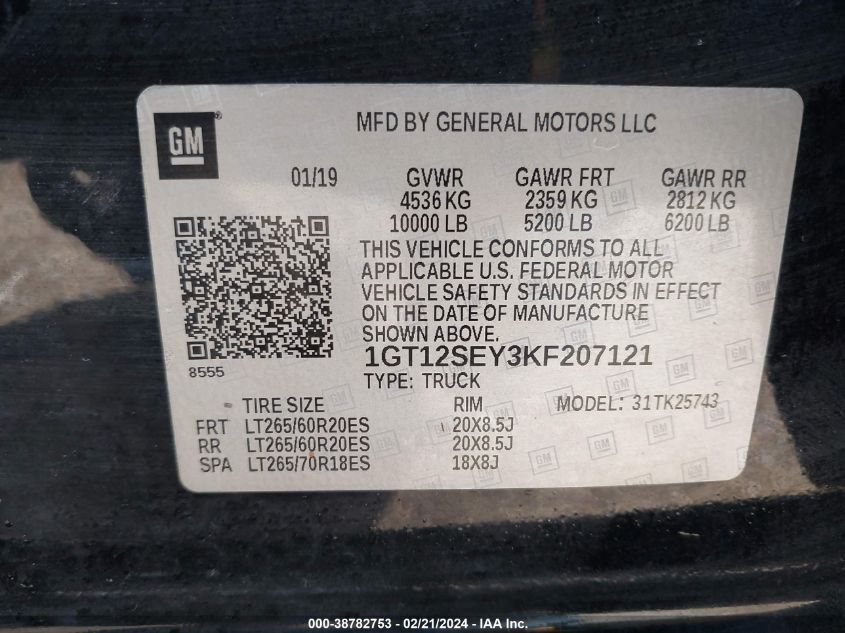 GM
MFD BY GENERAL MOTORS LLC
01/19 GVWR GAWR FRT GAWR RR
4536 KG 2359 KG 2812 KG
10000 LB 5200 LB 6200 LB
THIS VEHICLE CONFORMS TO ALL
APPLICABLE U.S. FEDERAL MOTOR
VEHICLE SAFETY STANDARDS IN EFFECT
ON THE DATE OF MANUFACTURE
SHOWN ABOVE.
8555
1GT12SEY3KF207121
TYPE: TRUCK
TIRE SIZE RIM MODEL: 31TK25743
FRT LT265/60R20ES 20X8.5J
RR LT265/60R20ES 20X8.5J
SPA LT265/70R18ES 18X8J
000-38782753 - 02/21/2024 - IAA Inc.